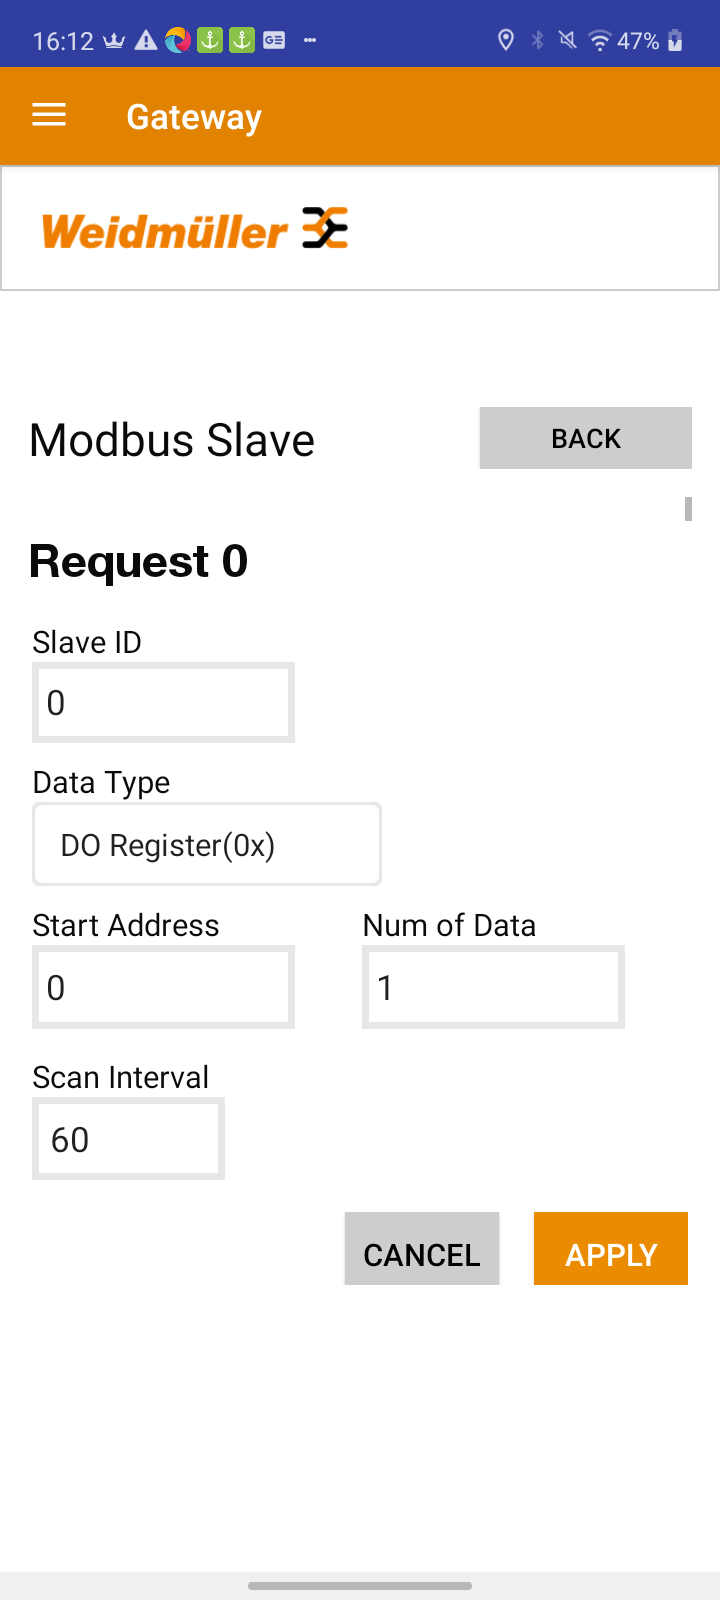 16:12 GE 47%
Gateway
Weidmüller
Modbus Slave BACK
Request 0
Slave ID
0
Data Type
DO Register(0x)
Start Address Num of Data
0 1
Scan Interval
60
CANCEL APPLY